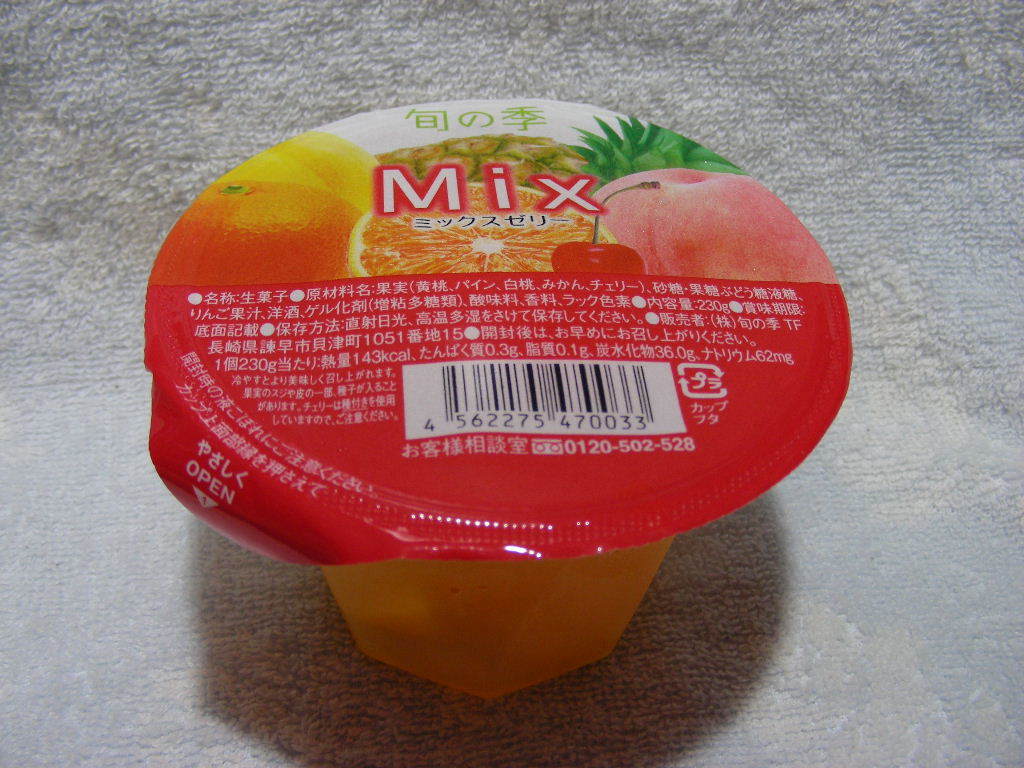 旬の季
Mix
ミックスゼリー
●名称:生菓子●原材料名:果実(黄桃、パイン、白桃、みかん、チェリー)、砂糖・果糖ぶどう糖液糖、
りんご果汁、洋酒、ゲル化剤(増粘多糖類)、酸味料、香料、ラック色素●内容量:230g●賞味期限:
底面記載●保存方法:直射日光、高温多湿をさけて保存してください。●販売者:(株)旬の季 TF
長崎県諫早市貝津町1051番地15●開封後は、お早めにお召し上がりください。
1個230g当たり:熱量143kcal、たんぱく質0.3g、脂質0.1g、炭水化物36.0g、ナトリウム62mg
冷やすとより美味しく召し上がれます。
果実のスジや皮の一部、種子が入ること
があります。チェリーは種付きを使用
していますので、ご注意ください。
プラ
カップ
フタ
4 562275 470033
お客様相談室 0120-502-528
開封時の液こぼれにご注意ください
カップ上面部縁を押さえて
やさしく
OPEN